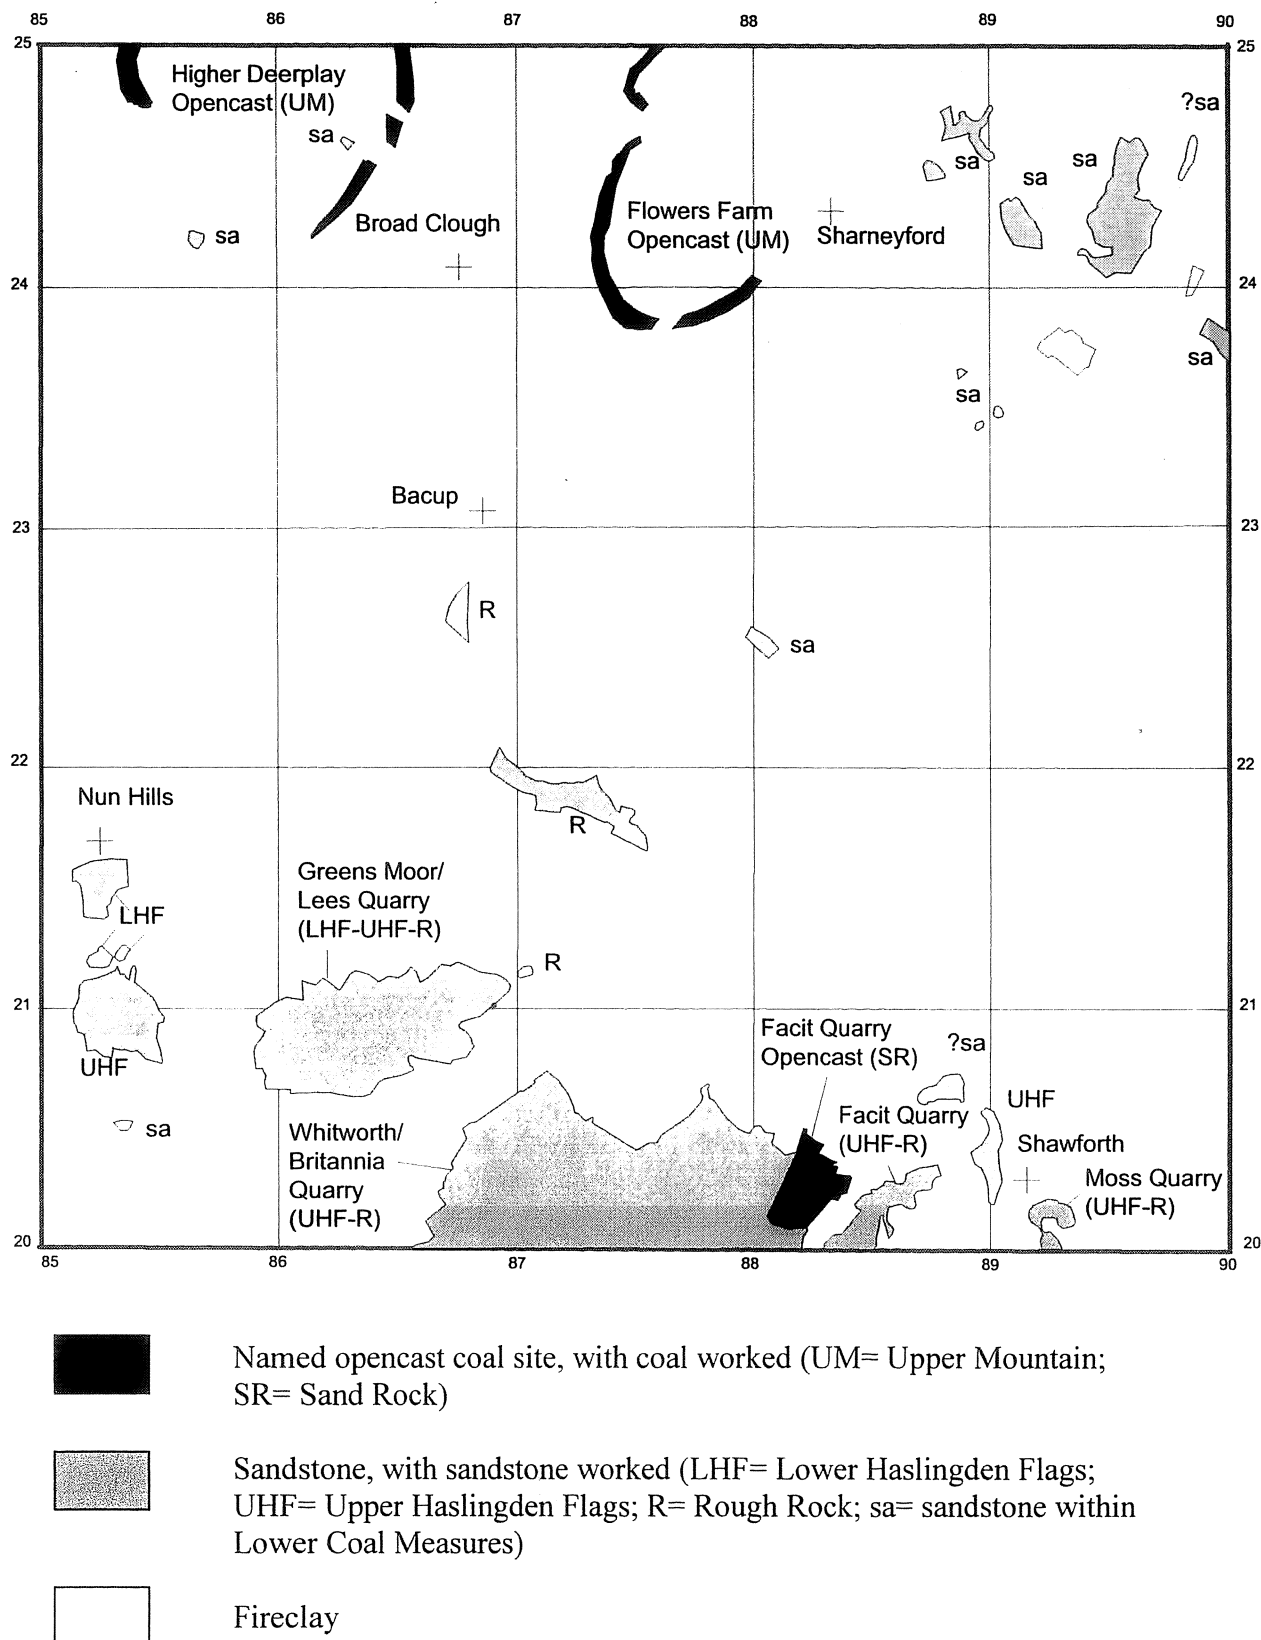 85 86 87 88 89 90
25 25
Higher Deerplay
Opencast (UM)
?sa
sa
sa
sa
sa
Flowers Farm
Opencast (UM)
Broad Clough
sa
Sharneyford
24 24
sa
sa
Bacup
23 23
R
sa
22 22
Nun Hills
R
Greens Moor/
Lees Quarry
(LHF-UHF-R)
LHF
R
21 21
Facit Quarry
Opencast (SR)
?sa
UHF
UHF
Facit Quarry
(UHF-R)
sa
Whitworth/
Britannia
Quarry
(UHF-R)
Shawforth
Moss Quarry
(UHF-R)
20 20
85 86 87 88 89 90
Named opencast coal site, with coal worked (UM= Upper Mountain;
SR= Sand Rock)
Sandstone, with sandstone worked (LHF= Lower Haslingden Flags;
UHF= Upper Haslingden Flags; R= Rough Rock; sa= sandstone within
Lower Coal Measures)
Fireclay